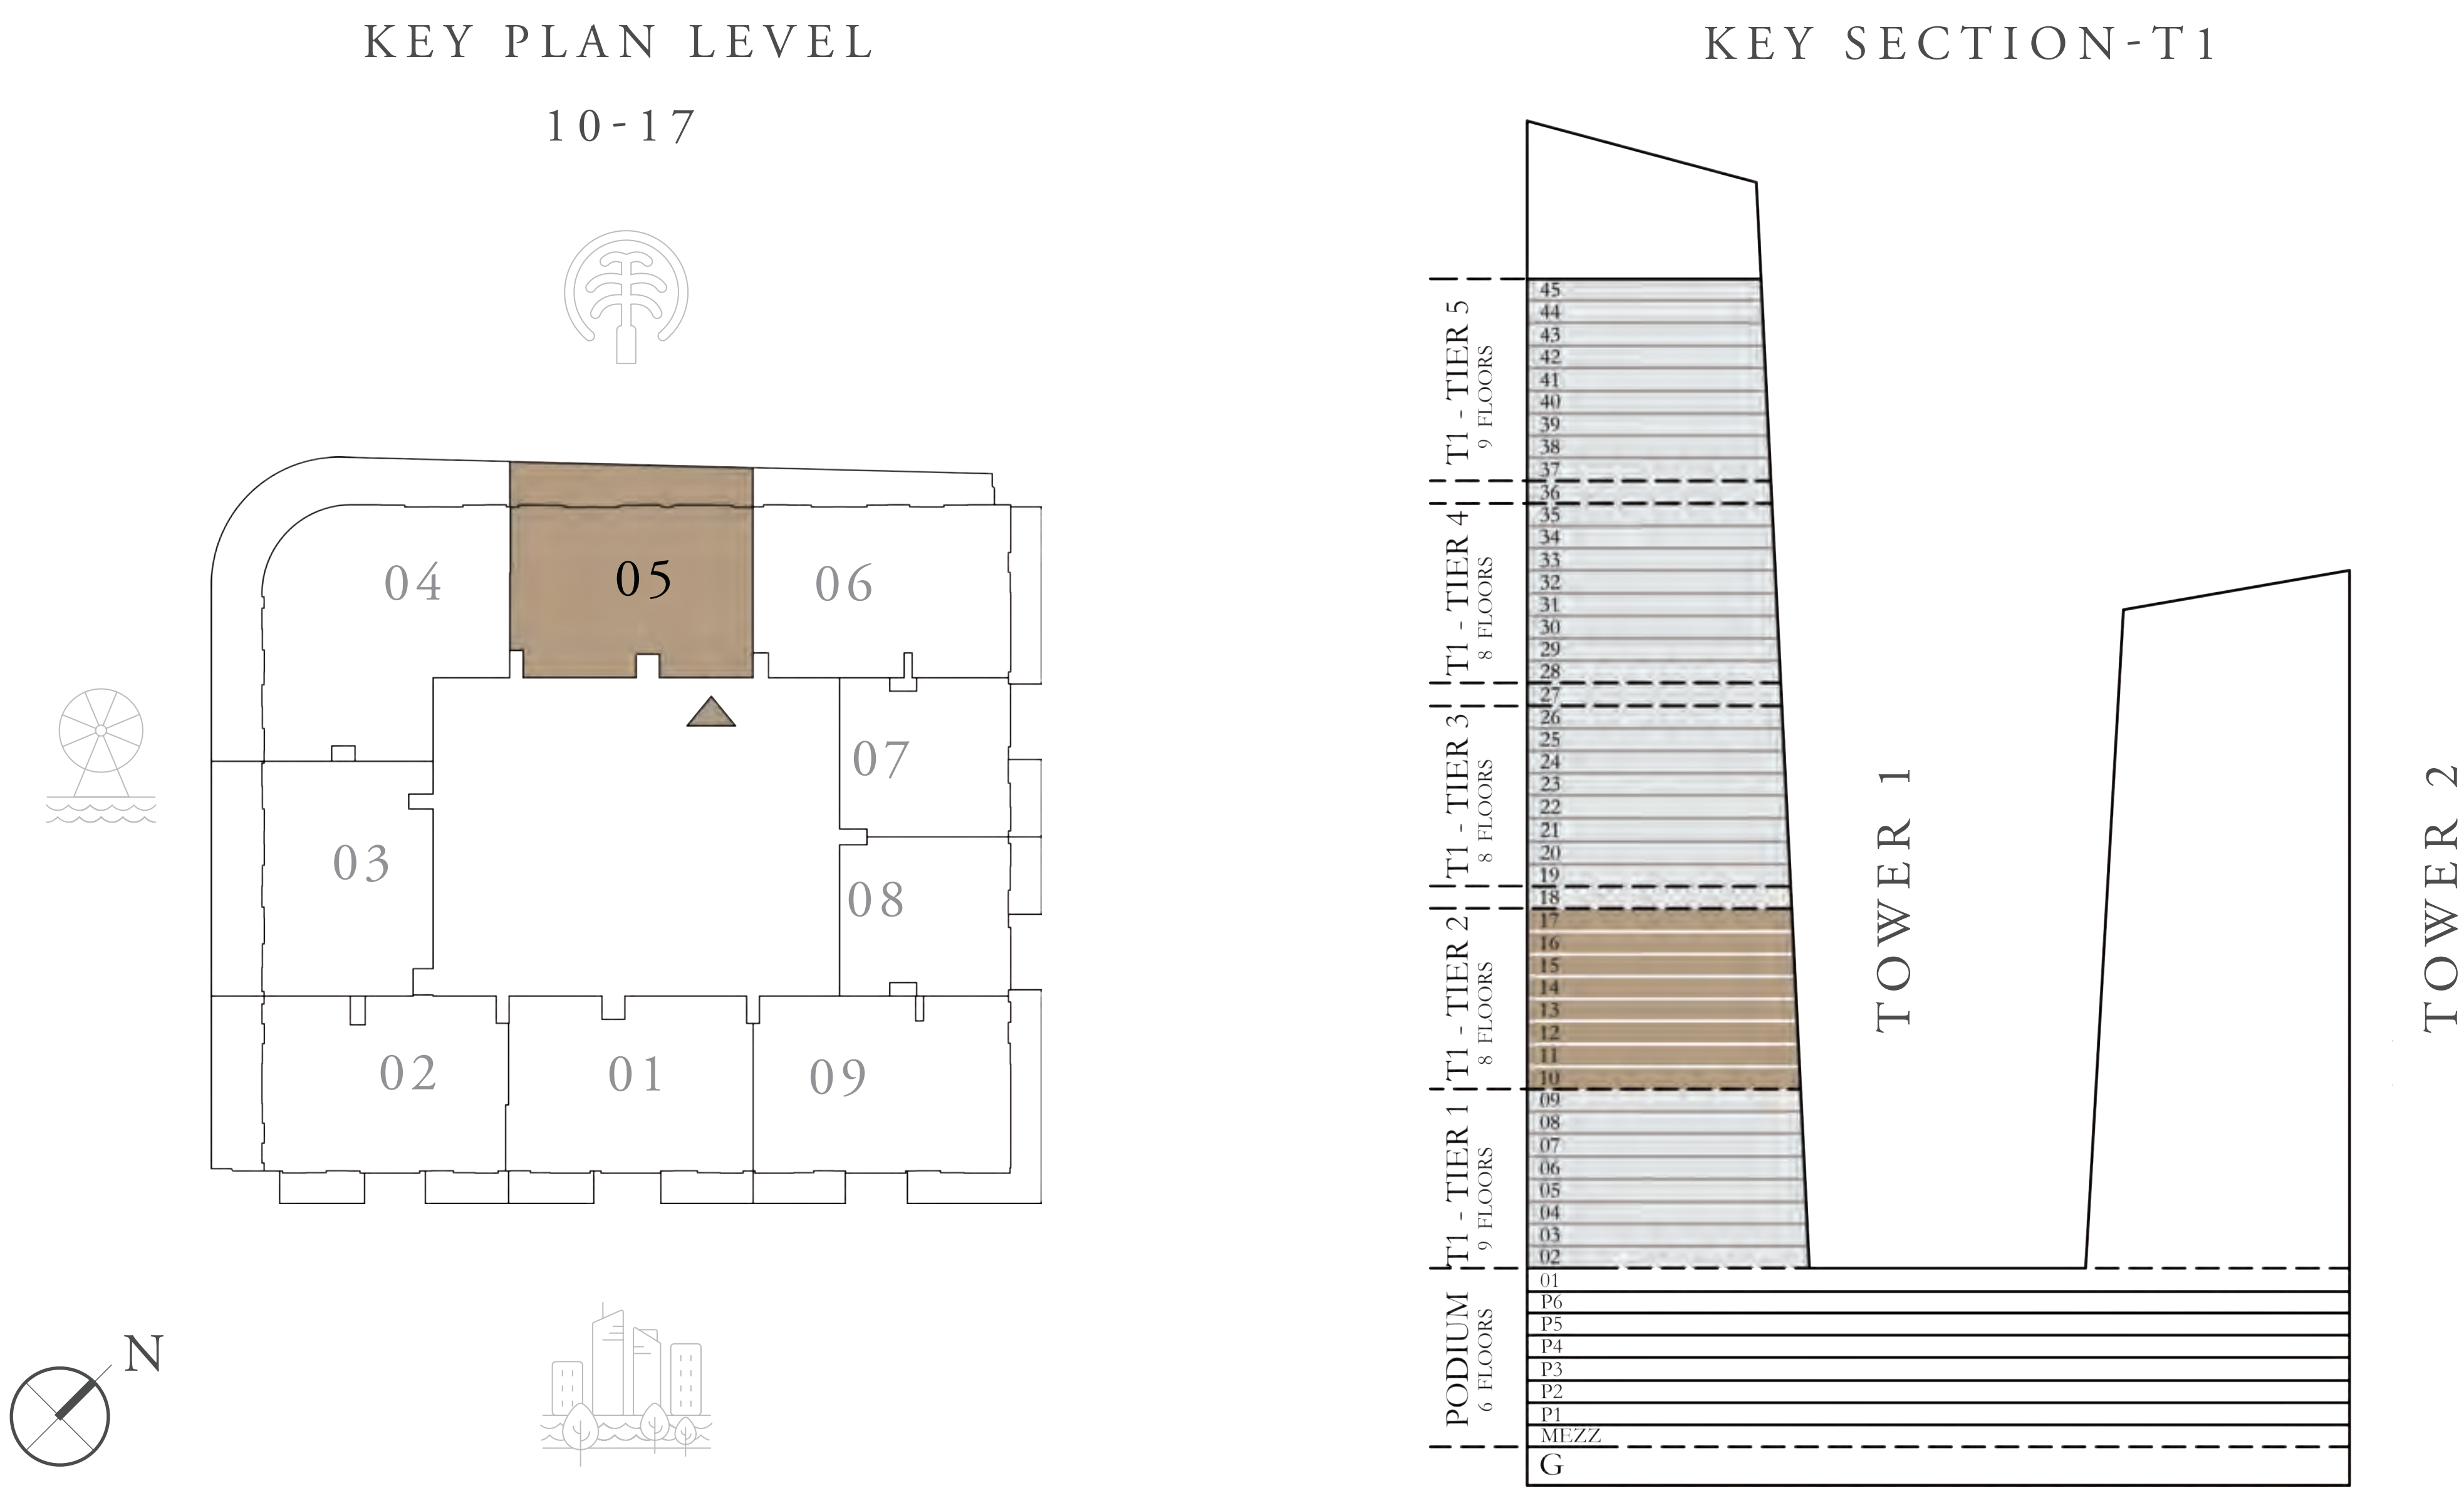 KEY PLAN LEVEL
10-17
04
05
06
07
03
08
02
01
09
N
KEY SECTION-T1
T1 - TIER 5
9 FLOORS
T1 - TIER 4
8 FLOORS
T1 - TIER 3
8 FLOORS
T1 - TIER 2
8 FLOORS
T1 - TIER 1
9 FLOORS
PODIUM
6 FLOORS
45
44
43
42
41
40
39
38
37
36
35
34
33
32
31
30
29
28
27
26
25
24
23
22
21
20
19
18
17
16
15
14
13
12
11
10
09
08
07
06
05
04
03
02
01
P6
P5
P4
P3
P2
P1
MEZZ
G
TOWER 1
TOWER 2